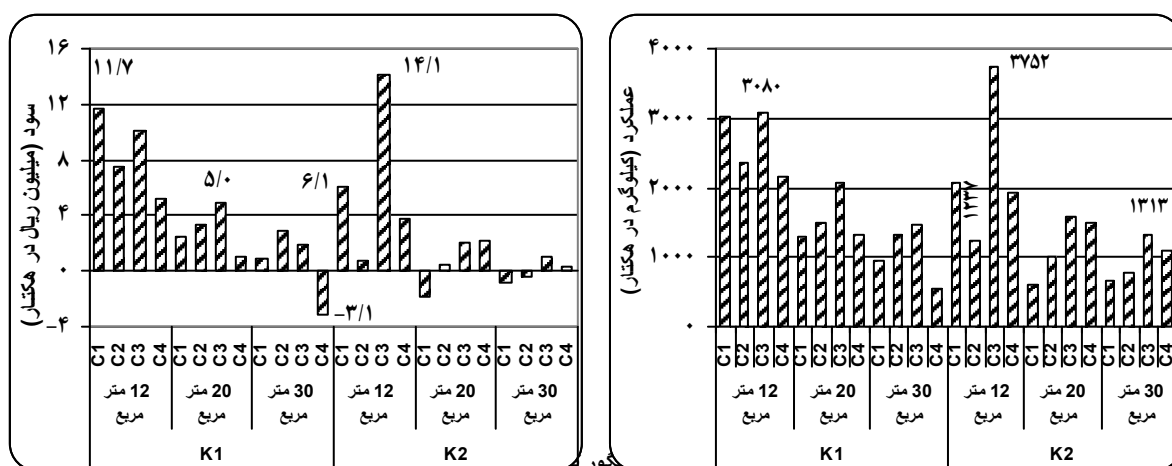 سود (میلیون ریال در هکتار)
۱۶
۱۲
۸
۴
۰
-۴
۱۱/۷
۵/۰
۶/۱
-۳/۱
۱۴/۱
C1 C2 C3 C4 C1 C2 C3 C4 C1 C2 C3 C4 C1 C2 C3 C4 C1 C2 C3 C4 C1 C2 C3 C4
12 متر مربع
20 متر مربع
30 متر مربع
12 متر مربع
20 متر مربع
30 متر مربع
K1
K2
عملکرد (کیلوگرم در هکتار)
۴۰۰۰
۳۰۰۰
۲۰۰۰
۱۰۰۰
۰
۳۰۸۰
۱۲۳۷
۳۷۵۲
۱۳۱۳
C1 C2 C3 C4 C1 C2 C3 C4 C1 C2 C3 C4 C1 C2 C3 C4 C1 C2 C3 C4 C1 C2 C3 C4
12 متر مربع
20 متر مربع
30 متر مربع
12 متر مربع
20 متر مربع
30 متر مربع
K1
K2